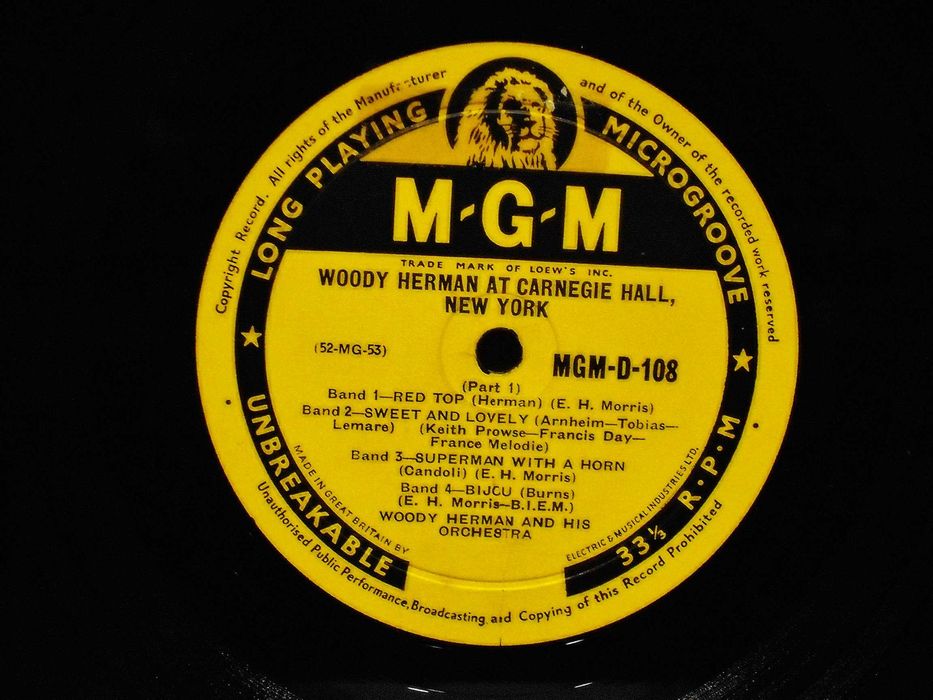 Copyright Record. All rights of the Manufacturer and of the Owner of the recorded work reserved
LONG PLAYING MICROGROOVE
M-G-M
TRADE MARK OF LOEW'S INC.
WOODY HERMAN AT CARNEGIE HALL,
NEW YORK
(52-MG-53)
MGM-D-108
(Part 1)
Band 1—RED TOP (Herman) (E. H. Morris)
Band 2—SWEET AND LOVELY (Arnheim—Tobias—
Lemare) (Keith Prowse—Francis Day—
France Melodie)
Band 3—SUPERMAN WITH A HORN
(Candoli) (E. H. Morris)
Band 4—BIJOU (Burns)
(E. H. Morris—B.I.E.M.)
WOODY HERMAN AND HIS
ORCHESTRA
MADE IN GREAT BRITAIN BY ELECTRIC & MUSICAL INDUSTRIES LTD.
UNBREAKABLE 33⅓ R·P·M
Unauthorised Public Performance, Broadcasting and Copying of this Record Prohibited